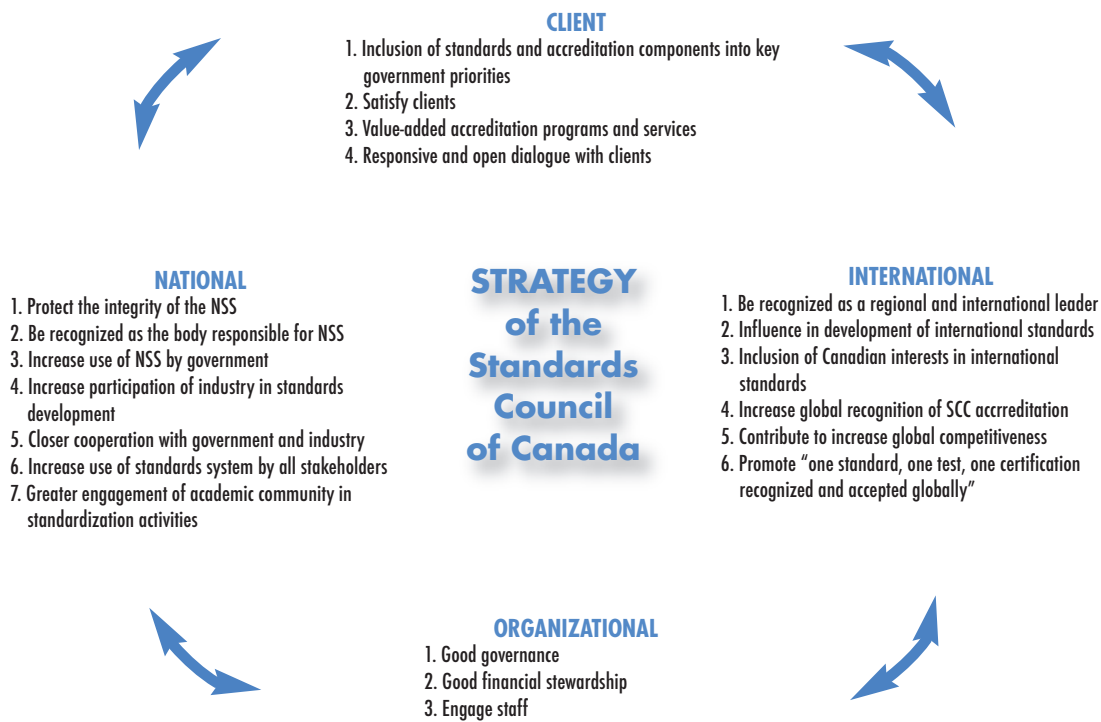 CLIENT
1. Inclusion of standards and accreditation components into key
government priorities
2. Satisfy clients
3. Value-added accreditation programs and services
4. Responsive and open dialogue with clients
NATIONAL
1. Protect the integrity of the NSS
2. Be recognized as the body responsible for NSS
3. Increase use of NSS by government
4. Increase participation of industry in standards
development
5. Closer cooperation with government and industry
6. Increase use of standards system by all stakeholders
7. Greater engagement of academic community in
standardization activities
STRATEGY
of the
Standards
Council
of Canada
INTERNATIONAL
1. Be recognized as a regional and international leader
2. Influence in development of international standards
3. Inclusion of Canadian interests in international
standards
4. Increase global recognition of SCC accrreditation
5. Contribute to increase global competitiveness
6. Promote “one standard, one test, one certification
recognized and accepted globally”
ORGANIZATIONAL
1. Good governance
2. Good financial stewardship
3. Engage staff